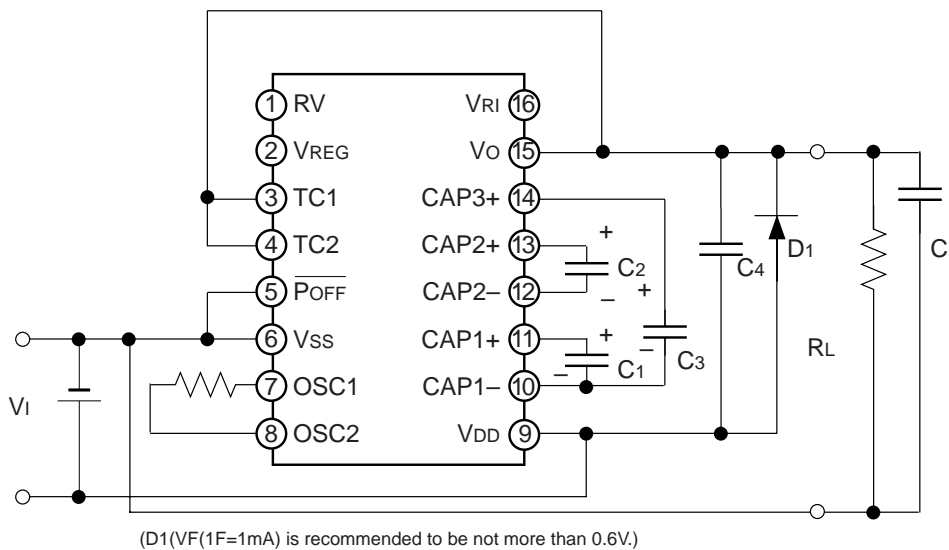 1 RV
2 VREG
3 TC1
4 TC2
5 POFF
6 VSS
7 OSC1
8 OSC2
VRI 16
VO 15
CAP3+ 14
CAP2+ 13
CAP2– 12
CAP1+ 11
CAP1– 10
VDD 9
VI
+
C2
–
+
C1
–
+
C3
–
C4
D1
RL
C
(D1(VF(1F=1mA) is recommended to be not more than 0.6V.)